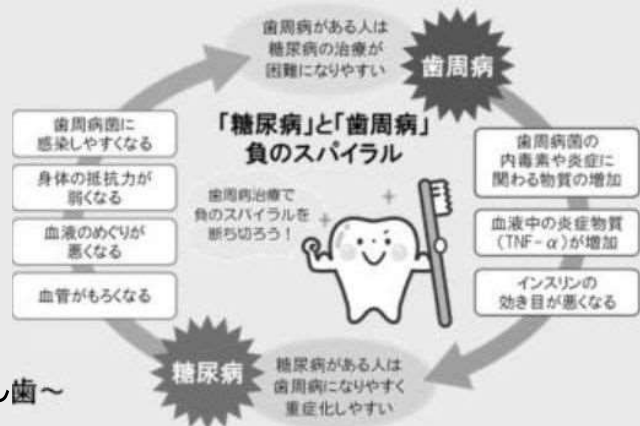 歯周病がある人は
糖尿病の治療が
困難になりやすい
歯周病
「糖尿病」と「歯周病」
負のスパイラル
歯周病菌に
感染しやすくなる
身体の抵抗力が
弱くなる
血液のめぐりが
悪くなる
血管がもろくなる
歯周病治療で
負のスパイラルを
断ち切ろう！
歯周病菌の
内毒素や炎症に
関わる物質の増加
血液中の炎症物質
(TNF-α)が増加
インスリンの
効き目が悪くなる
糖尿病
糖尿病がある人は
歯周病になりやすく
重症化しやすい
歯～